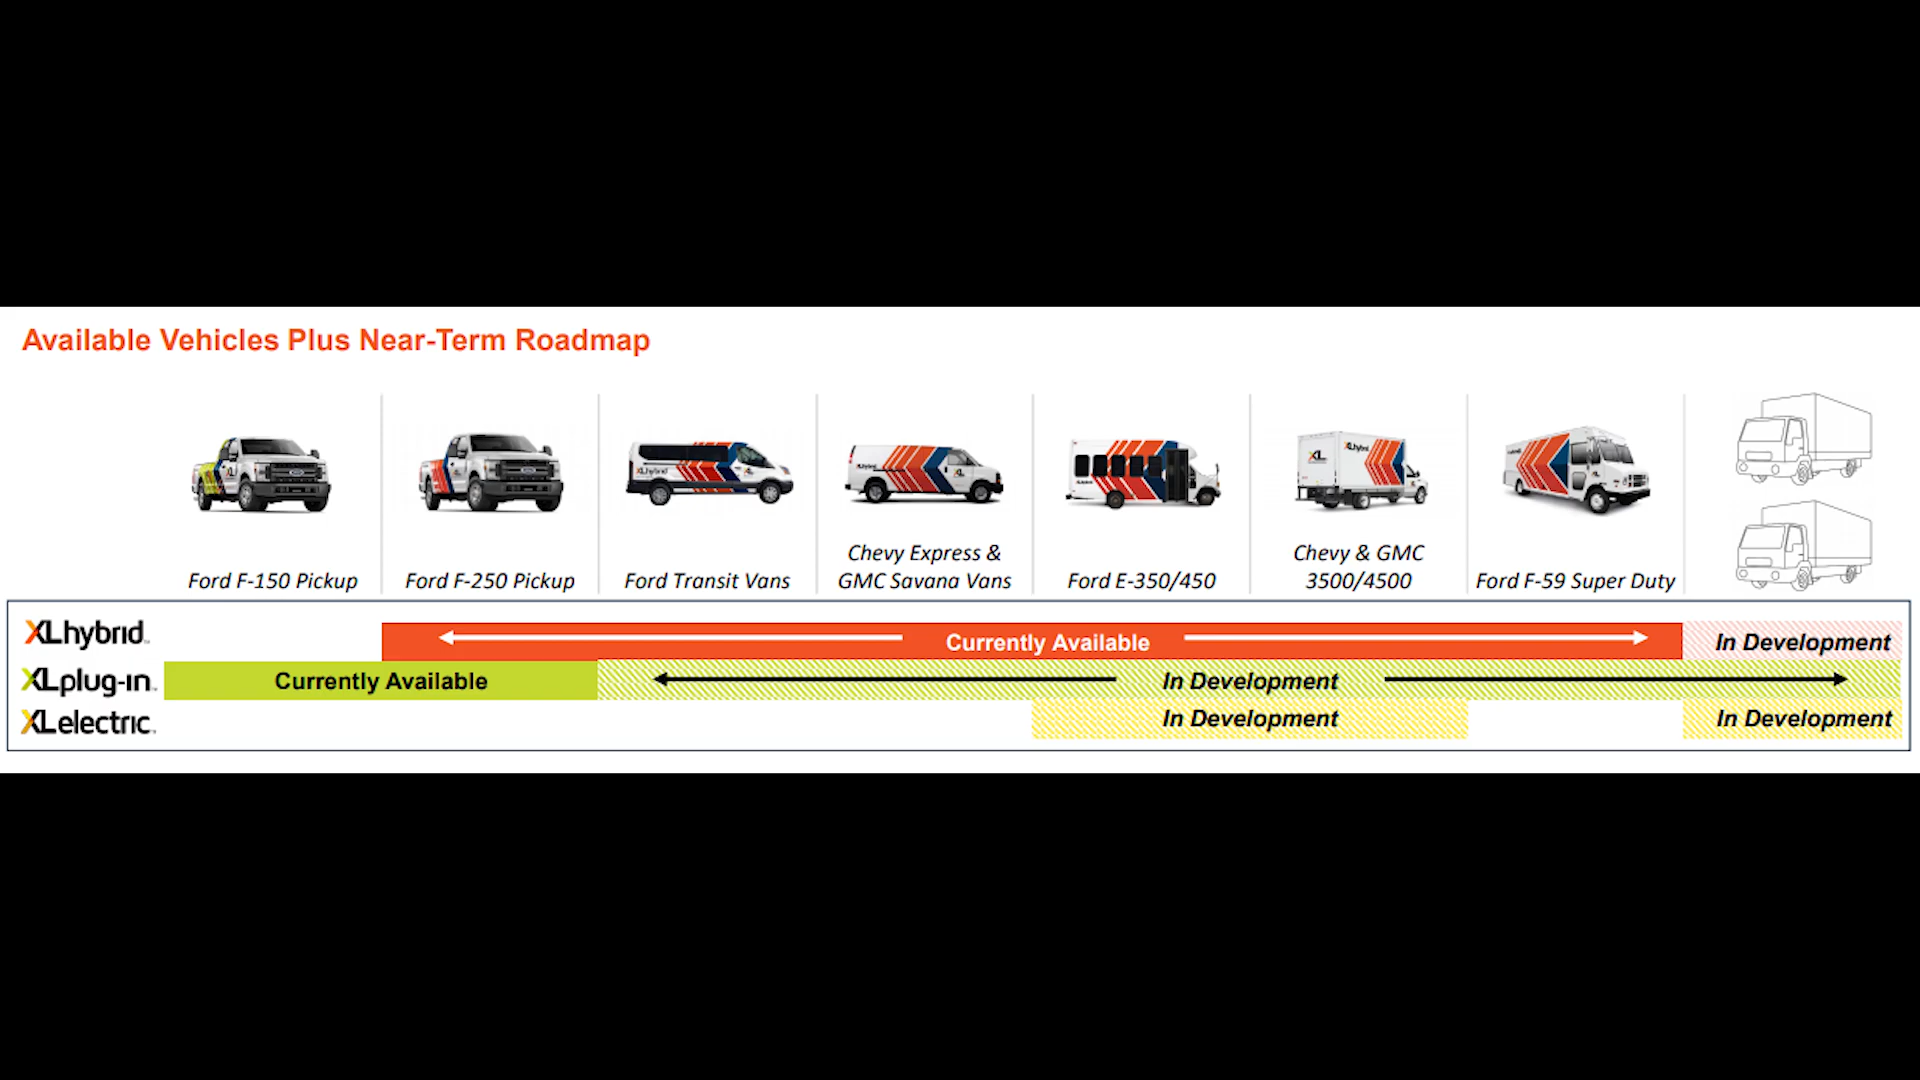 Available Vehicles Plus Near-Term Roadmap
Ford F-150 Pickup
Ford F-250 Pickup
Ford Transit Vans
Chevy Express &
GMC Savana Vans
Ford E-350/450
Chevy & GMC
3500/4500
Ford F-59 Super Duty
XLhybrid
Currently Available
In Development
XLplug-in
Currently Available
In Development
XLelectric
In Development
In Development